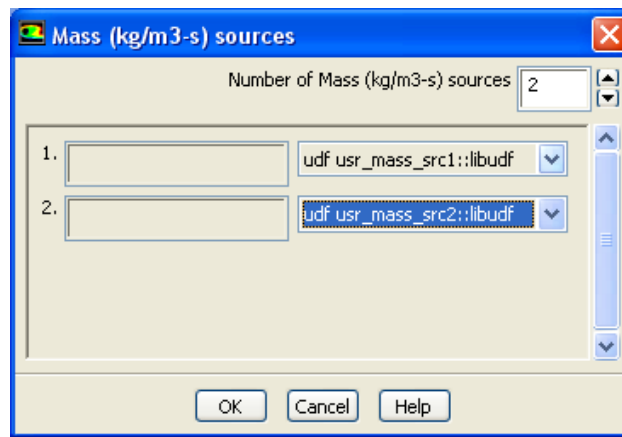 Mass (kg/m3-s) sources
Number of Mass (kg/m3-s) sources 2
1. udf usr_mass_src1::libudf
2. udf usr_mass_src2::libudf
OK Cancel Help